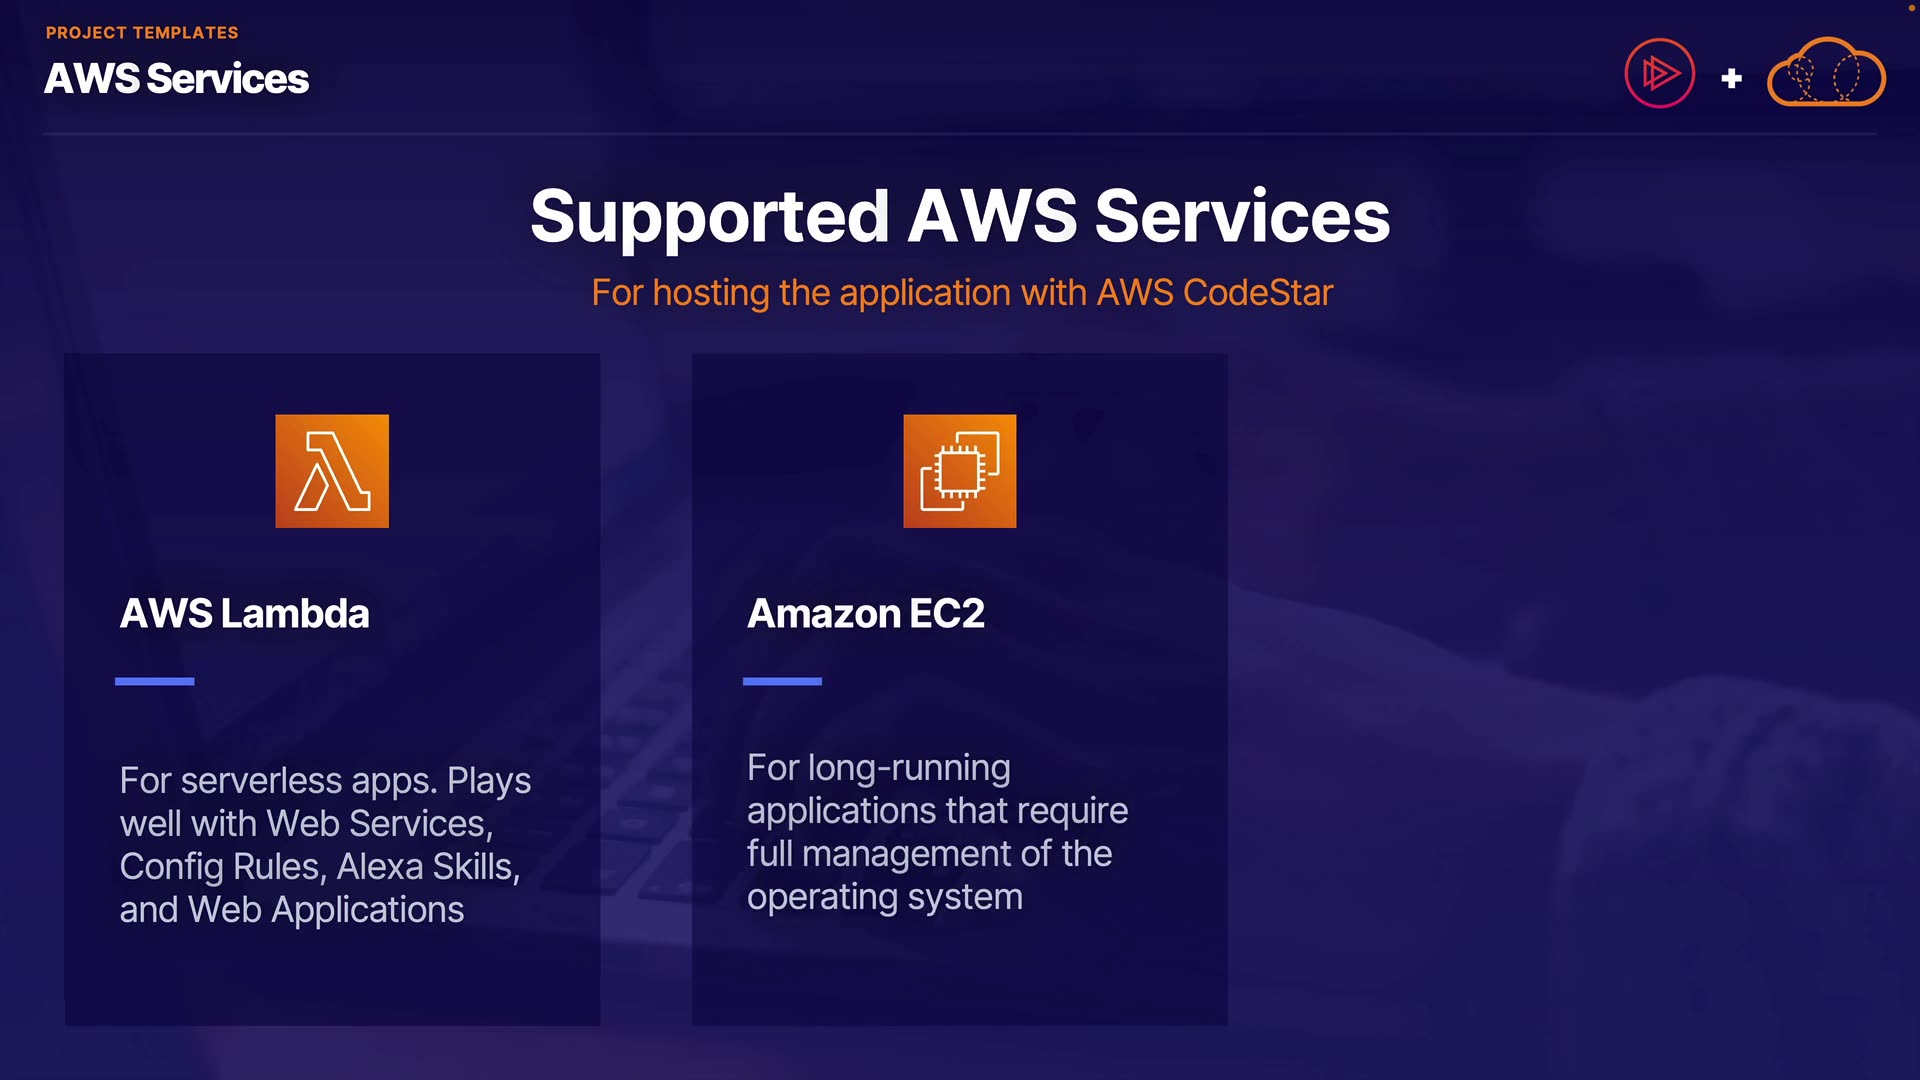 PROJECT TEMPLATES
AWS Services
Supported AWS Services
For hosting the application with AWS CodeStar
AWS Lambda
For serverless apps. Plays
well with Web Services,
Config Rules, Alexa Skills,
and Web Applications
Amazon EC2
For long-running
applications that require
full management of the
operating system